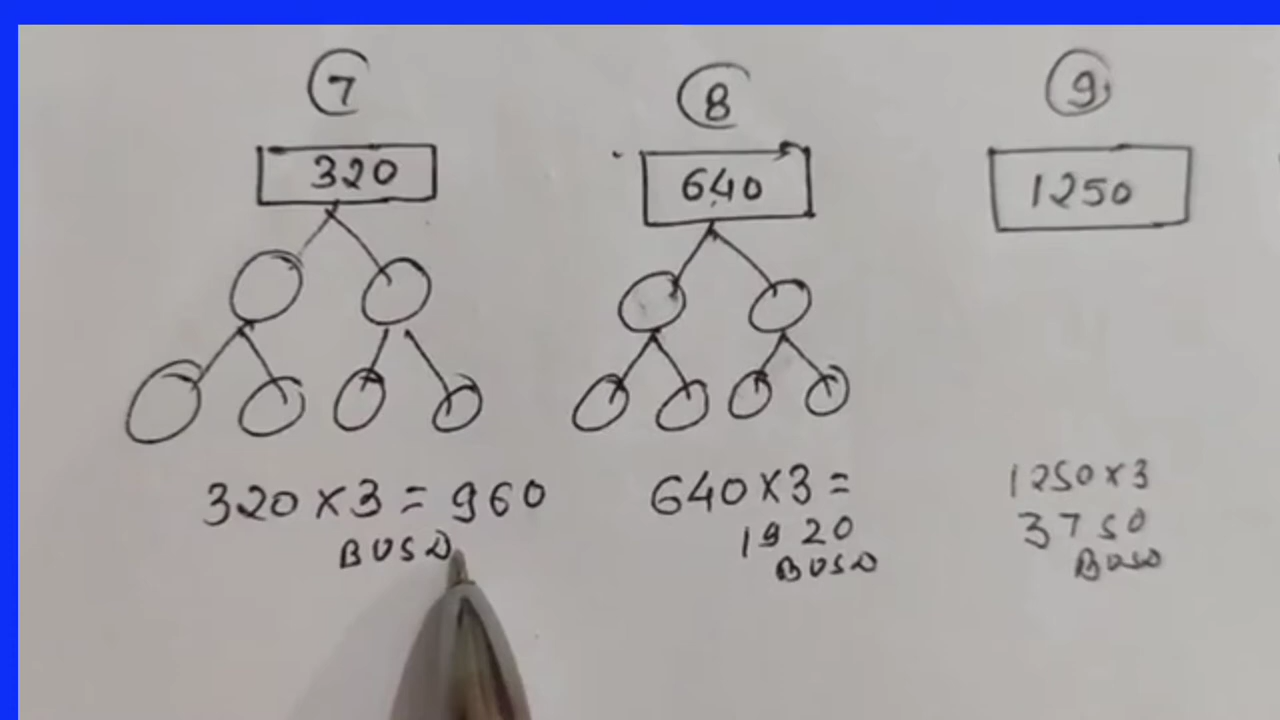 7
320
320 x 3 = 960
BUSD
8
640
640 x 3 =
1920
BUSD
9
1250
1250 x 3
3750
BUSD